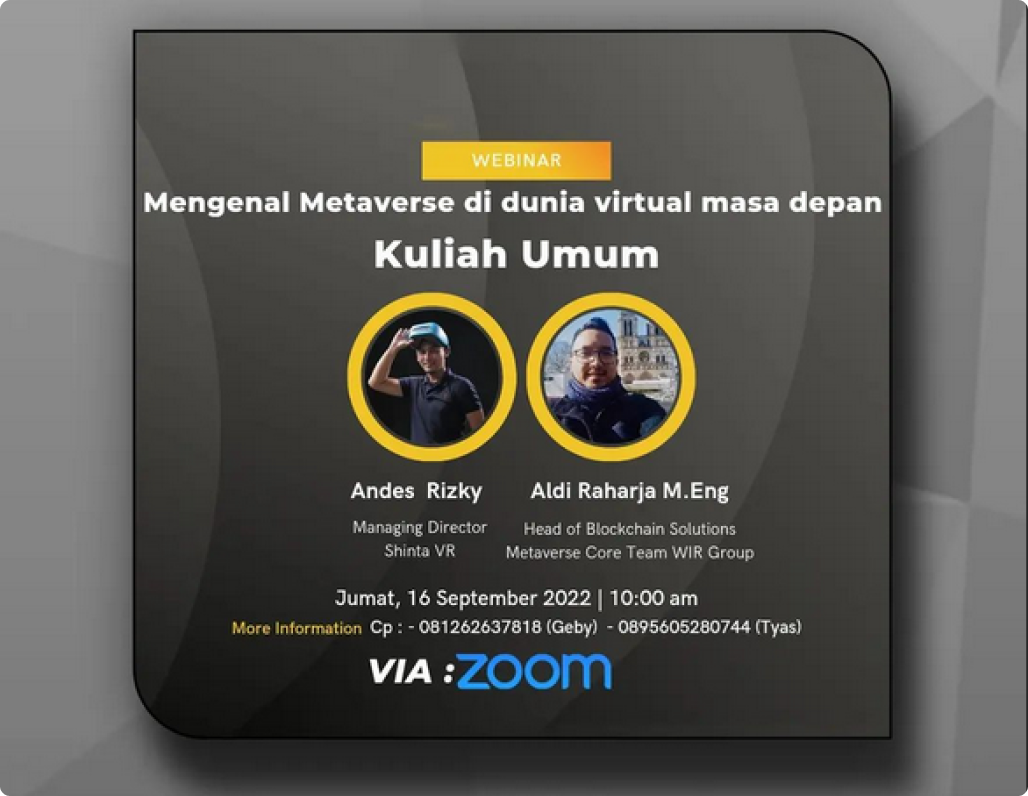 WEBINAR
Mengenal Metaverse di dunia virtual masa depan
Kuliah Umum
Andes Rizky
Managing Director
Shinta VR
Aldi Raharja M.Eng
Head of Blockchain Solutions
Metaverse Core Team WIR Group
Jumat, 16 September 2022 | 10:00 am
More Information Cp : - 081262637818 (Geby) - 0895605280744 (Tyas)
VIA : zoom